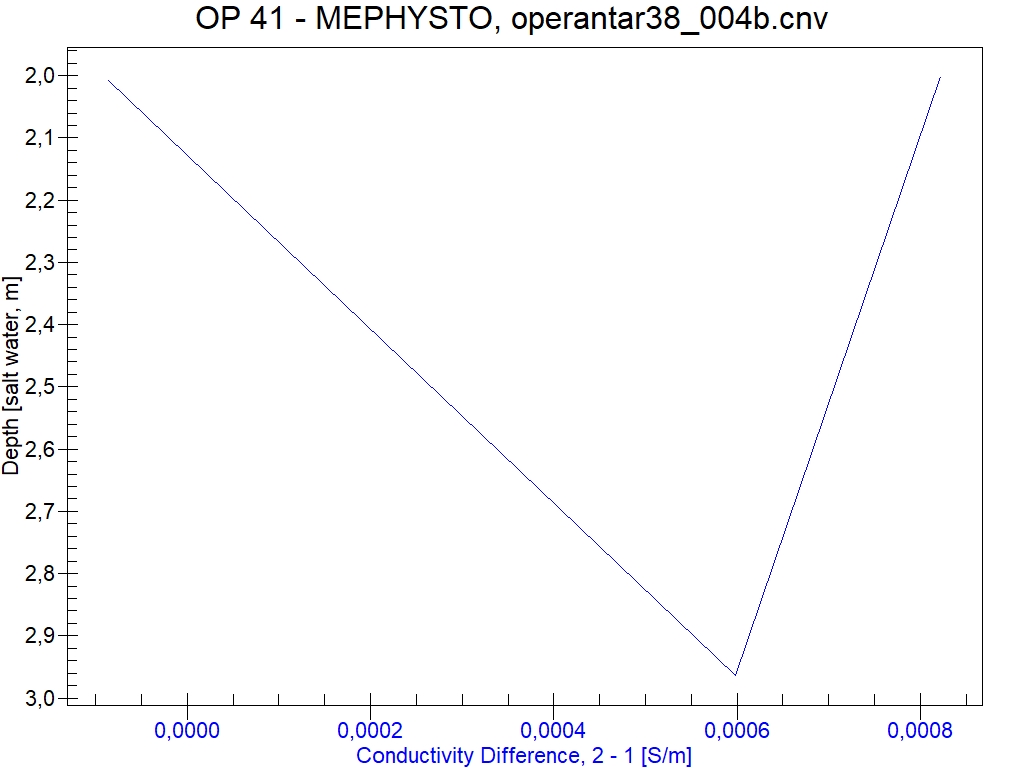 OP 41 - MEPHYSTO, operantar38_004b.cnv
2,0
2,1
2,2
2,3
2,4
2,5
2,6
2,7
2,8
2,9
3,0
Depth [salt water, m]
0,0000 0,0002 0,0004 0,0006 0,0008
Conductivity Difference, 2 - 1 [S/m]